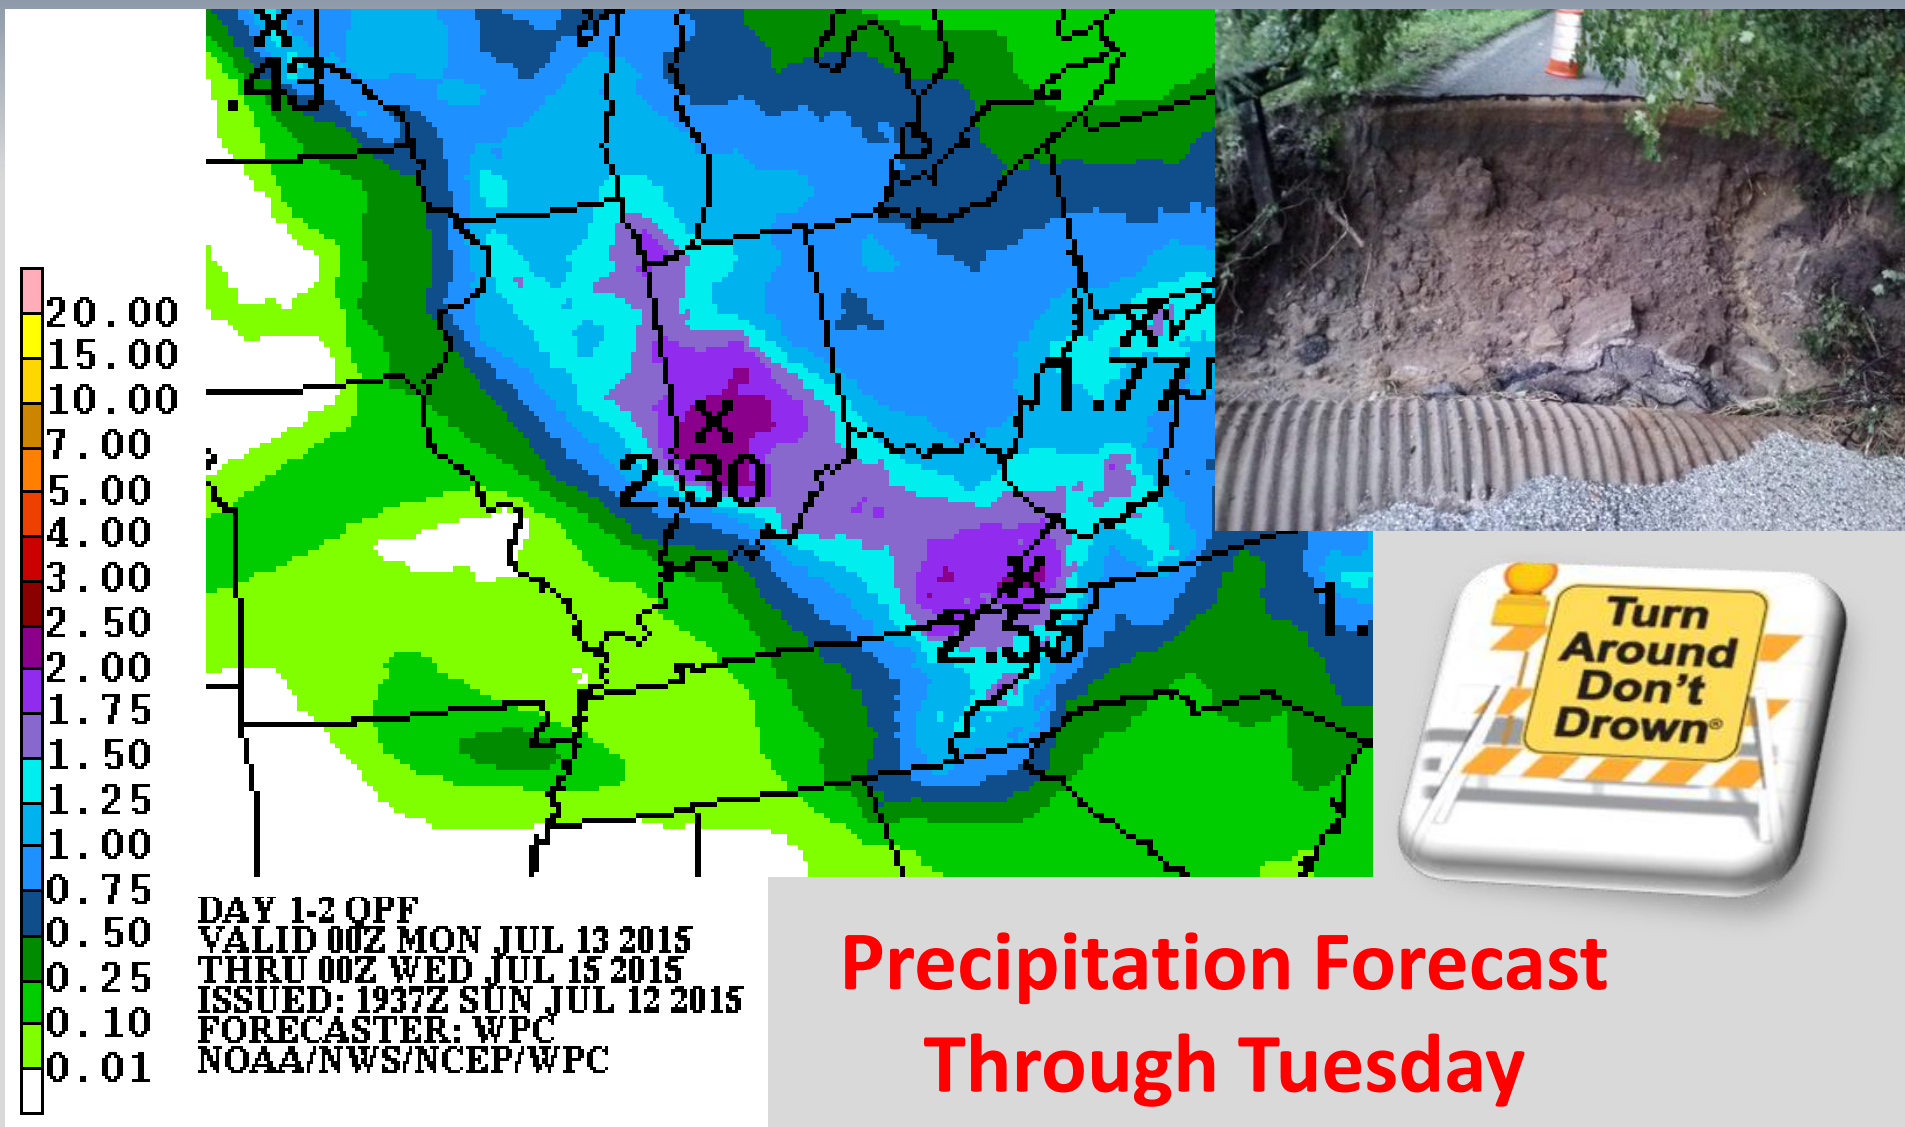 .43
1.77
2.30
2.55
1.
20.00
15.00
10.00
7.00
5.00
4.00
3.00
2.50
2.00
1.75
1.50
1.25
1.00
0.75
0.50
0.25
0.10
0.01
DAY 1-2 QPF
VALID 00Z MON JUL 13 2015
THRU 00Z WED JUL 15 2015
ISSUED: 1937Z SUN JUL 12 2015
FORECASTER: WPC
NOAA/NWS/NCEP/WPC
Turn
Around
Don't
Drown®
Precipitation Forecast
Through Tuesday